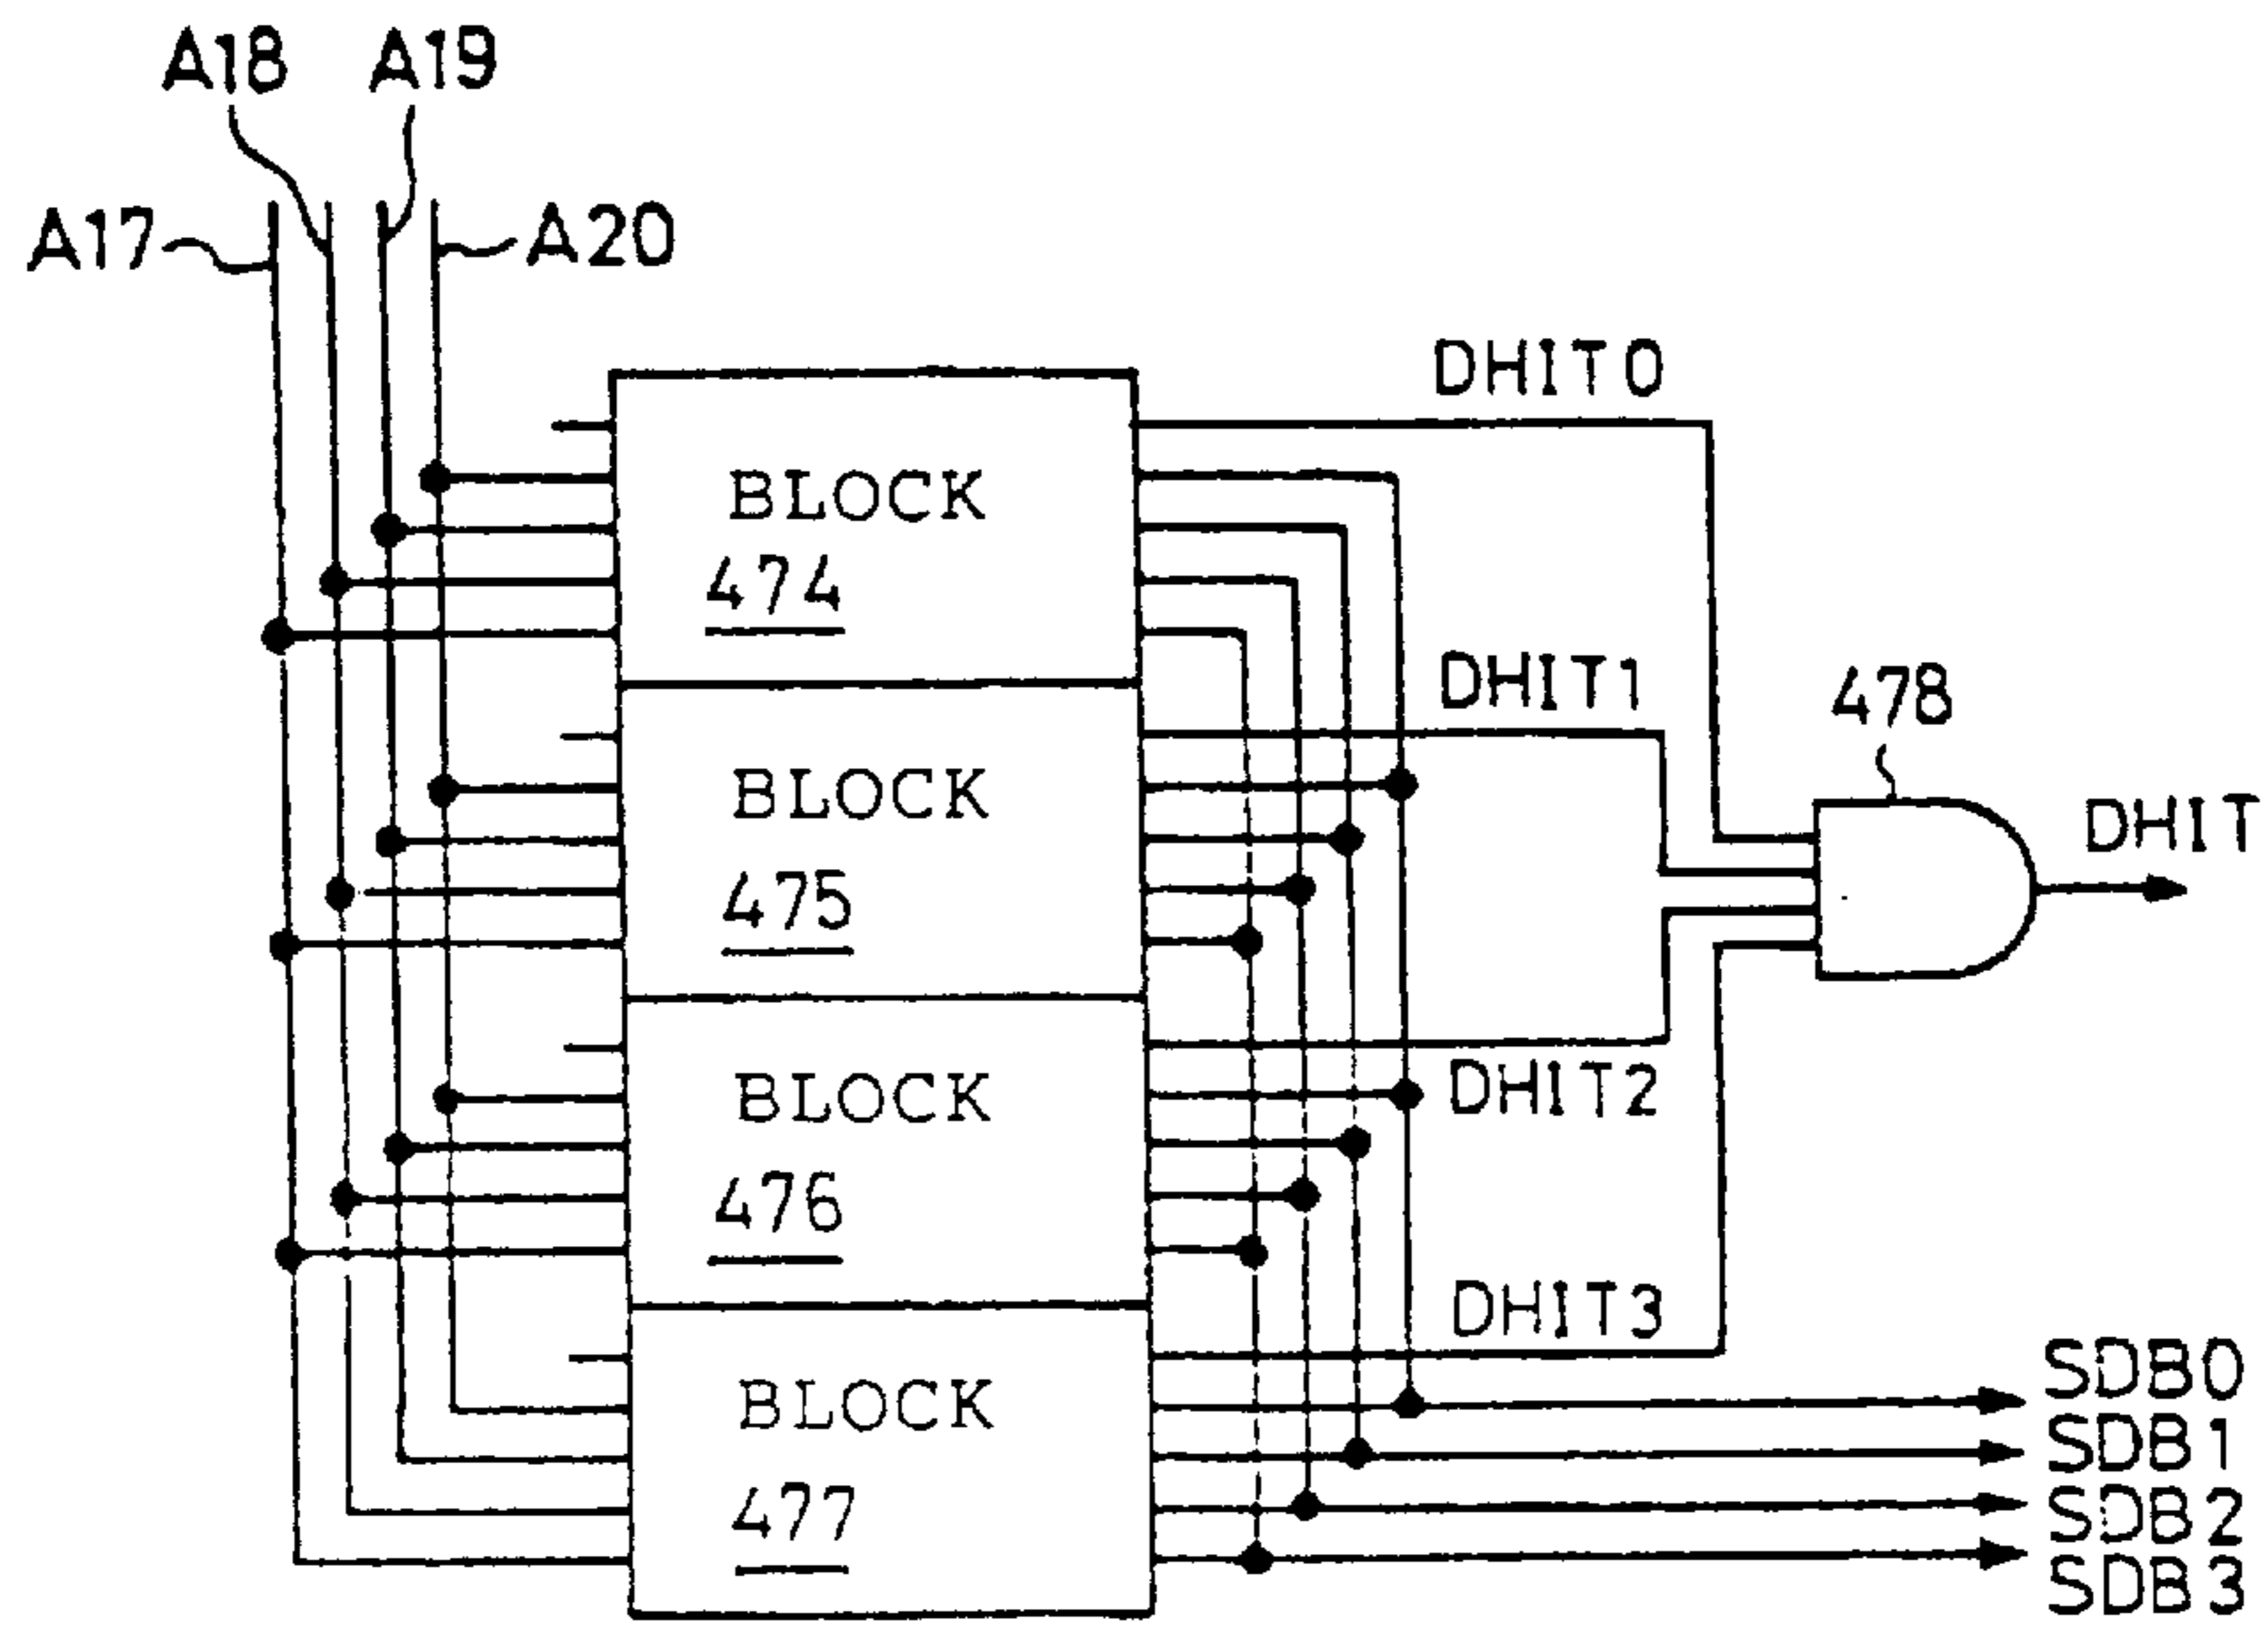 A18 A19
A17 A20
DHIT0
BLOCK
474
DHIT1
478
BLOCK
DHIT
475
DHIT2
BLOCK
476
DHIT3
SDB0
BLOCK
SDB1
477
SDB2
SDB3